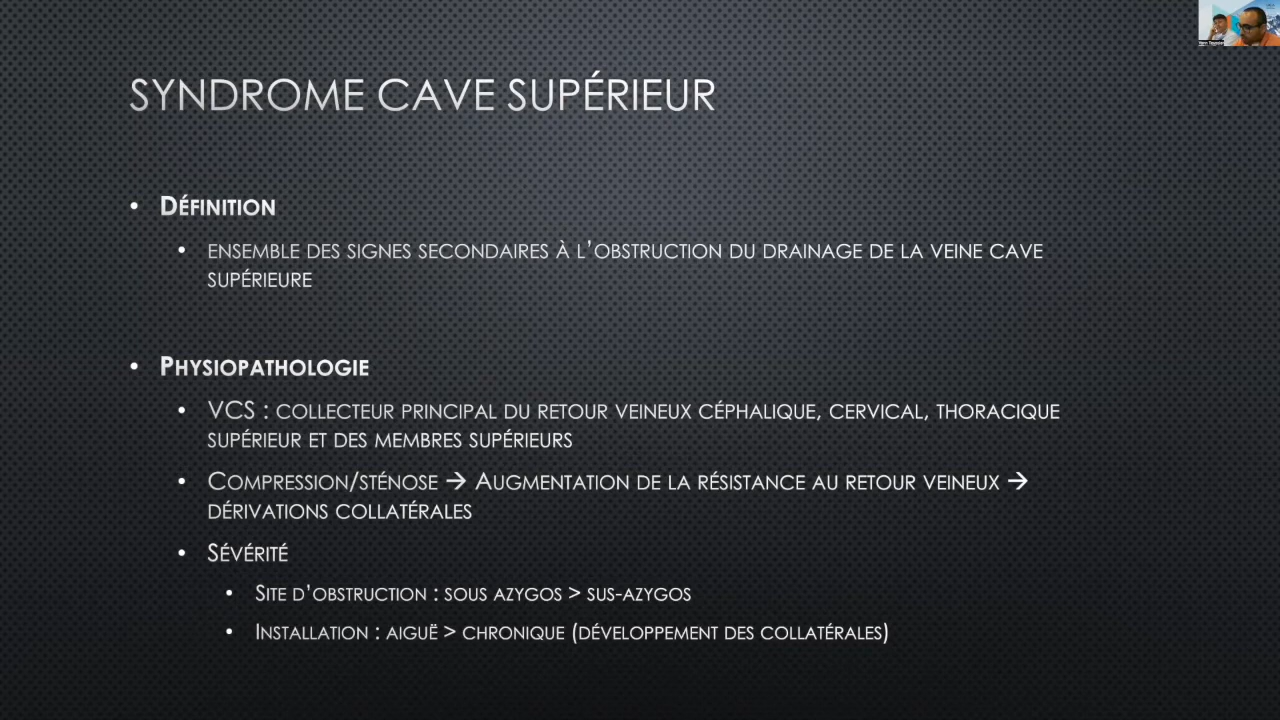 SYNDROME CAVE SUPÉRIEUR
• DÉFINITION
• ENSEMBLE DES SIGNES SECONDAIRES À L'OBSTRUCTION DU DRAINAGE DE LA VEINE CAVE
SUPÉRIEURE
• PHYSIOPATHOLOGIE
• VCS : COLLECTEUR PRINCIPAL DU RETOUR VEINEUX CÉPHALIQUE, CERVICAL, THORACIQUE
SUPÉRIEUR ET DES MEMBRES SUPÉRIEURS
• COMPRESSION/STÉNOSE → AUGMENTATION DE LA RÉSISTANCE AU RETOUR VEINEUX →
DÉRIVATIONS COLLATÉRALES
• SÉVÉRITÉ
• SITE D'OBSTRUCTION : SOUS AZYGOS > SUS-AZYGOS
• INSTALLATION : AIGUË > CHRONIQUE (DÉVELOPPEMENT DES COLLATÉRALES)